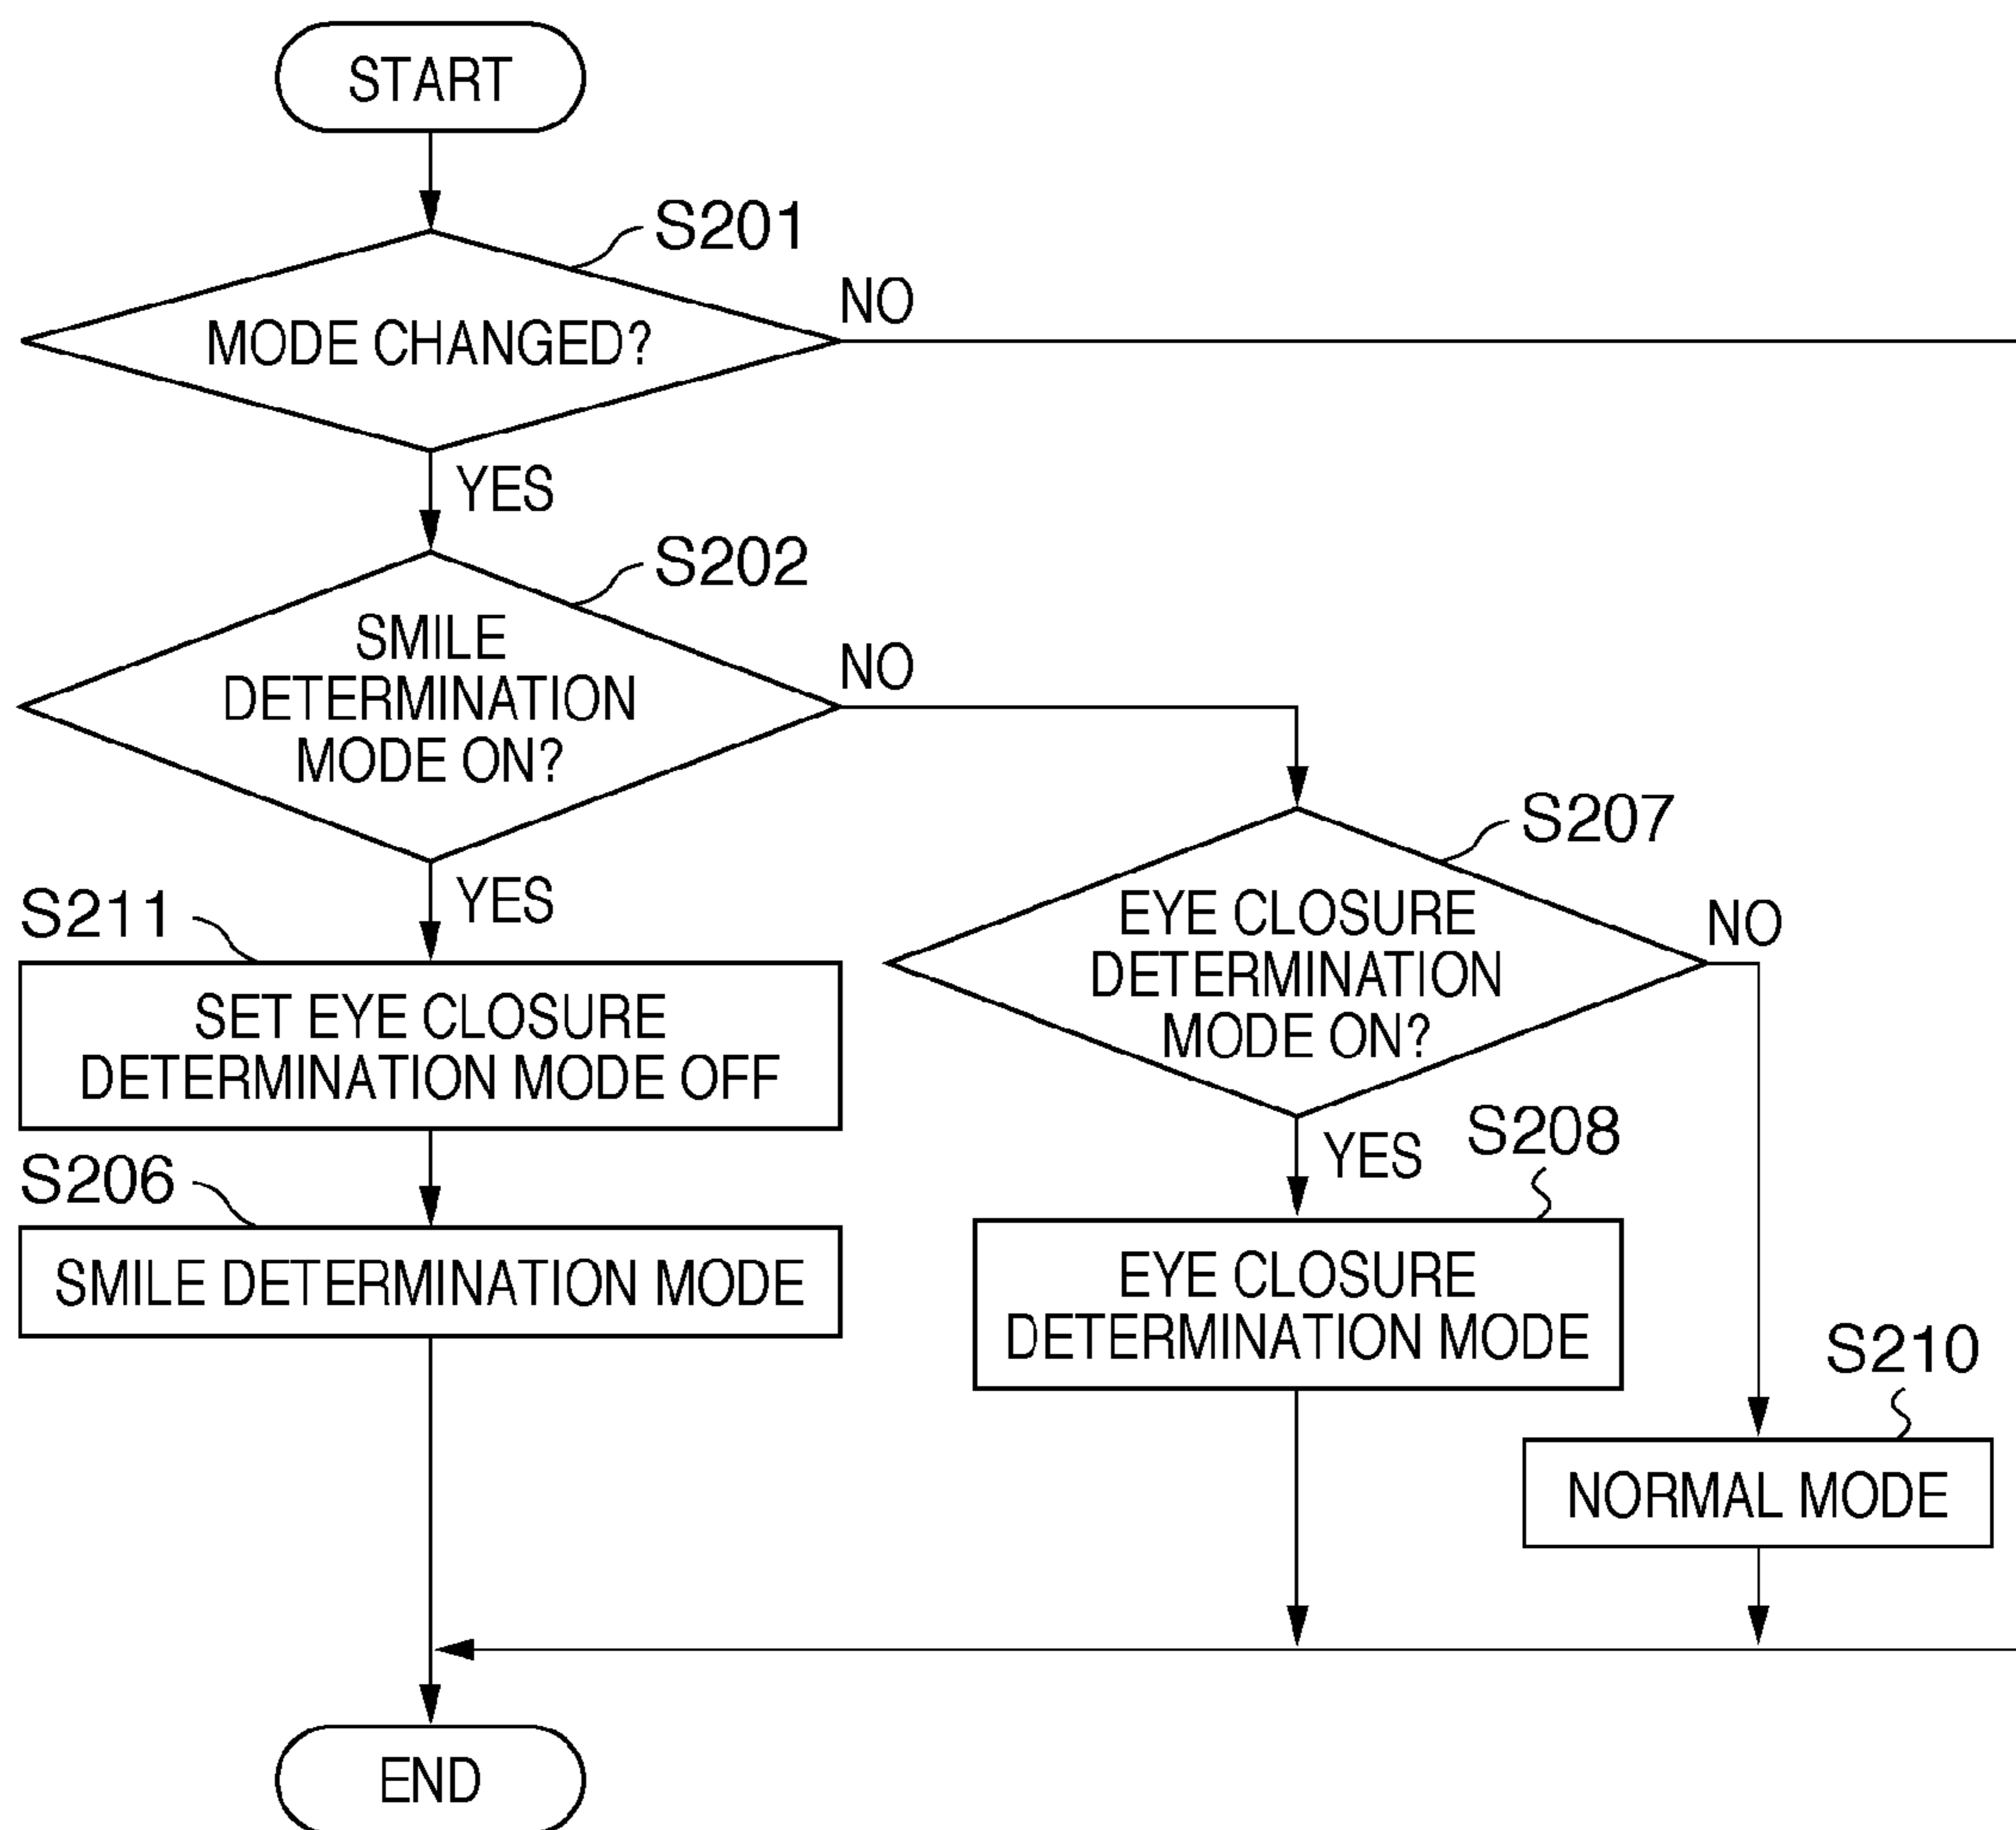 START
S201
MODE CHANGED?
NO
YES
S202
SMILE
DETERMINATION
MODE ON?
NO
YES
S207
EYE CLOSURE
DETERMINATION
MODE ON?
NO
YES
S211
SET EYE CLOSURE
DETERMINATION MODE OFF
S206
SMILE DETERMINATION MODE
S208
EYE CLOSURE
DETERMINATION MODE
S210
NORMAL MODE
END